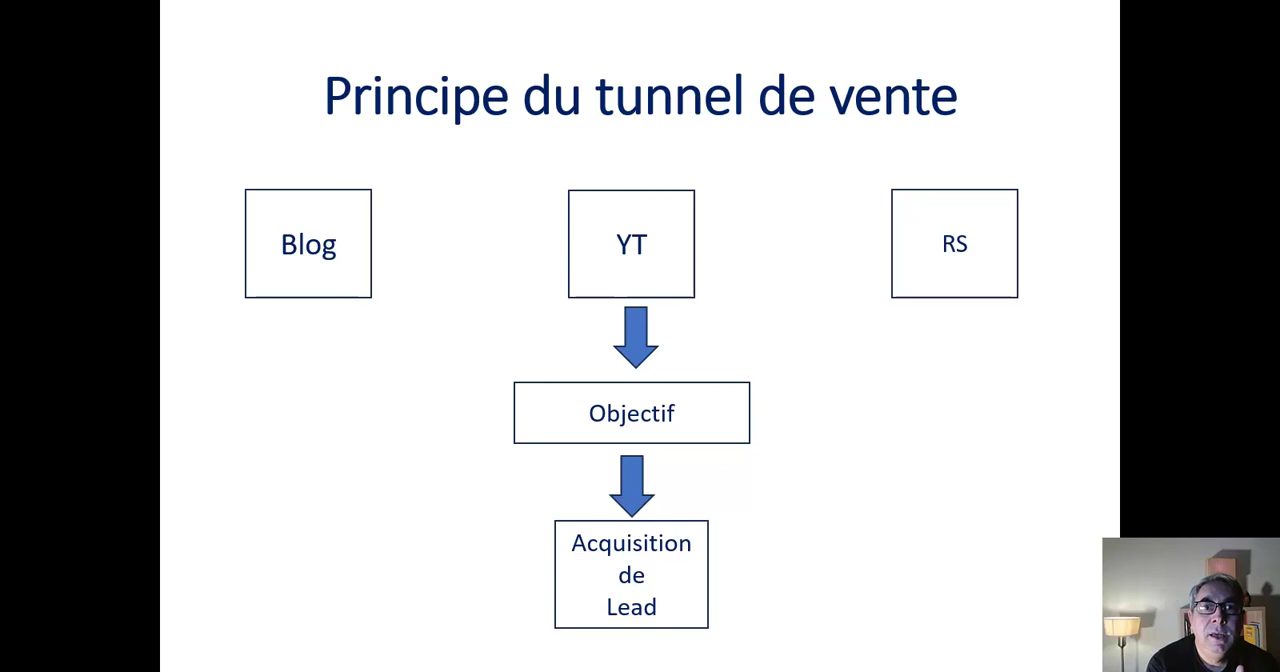 Principe du tunnel de vente
Blog
YT
RS
Objectif
Acquisition
de
Lead